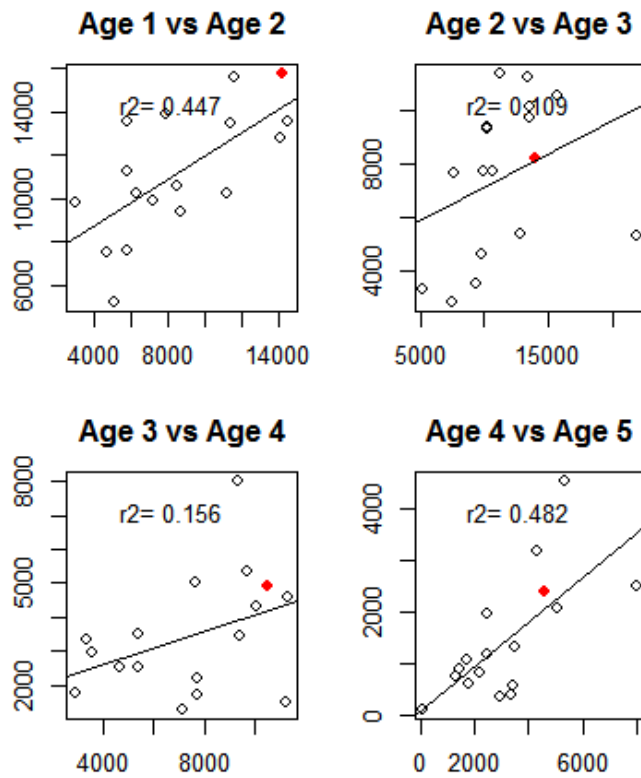 Age 1 vs Age 2
r2= 0.447
6000 10000 14000
4000 8000 14000
Age 2 vs Age 3
r2= 0.109
4000 8000
5000 15000
Age 3 vs Age 4
r2= 0.156
2000 5000 8000
4000 8000
Age 4 vs Age 5
r2= 0.482
0 2000 4000
0 2000 6000